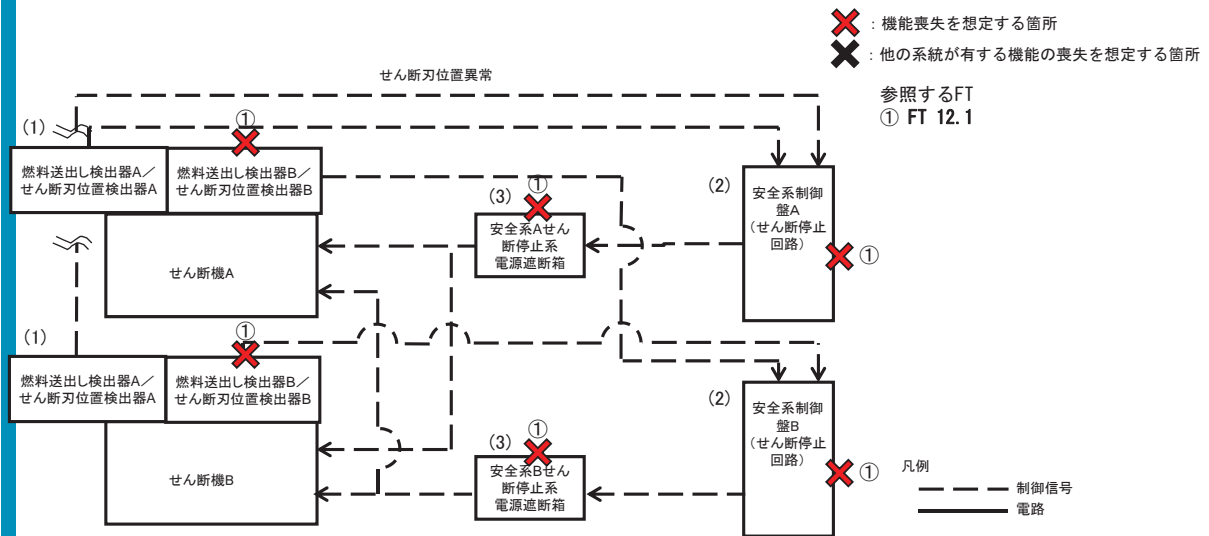 ：機能喪失を想定する箇所
：他の系統が有する機能の喪失を想定する箇所
参照するFT
① FT 12.1
せん断刃位置異常
(1)
①
燃料送出し検出器A／
せん断刃位置検出器A
燃料送出し検出器B／
せん断刃位置検出器B
せん断機A
(3)
①
安全系Aせん
断停止系
電源遮断箱
(2)
安全系制御
盤A
(せん断停止
回路)
①
(1)
①
燃料送出し検出器A／
せん断刃位置検出器A
燃料送出し検出器B／
せん断刃位置検出器B
せん断機B
(3)
①
安全系Bせん
断停止系
電源遮断箱
(2)
安全系制御
盤B
(せん断停止
回路)
①
凡例
制御信号
電路